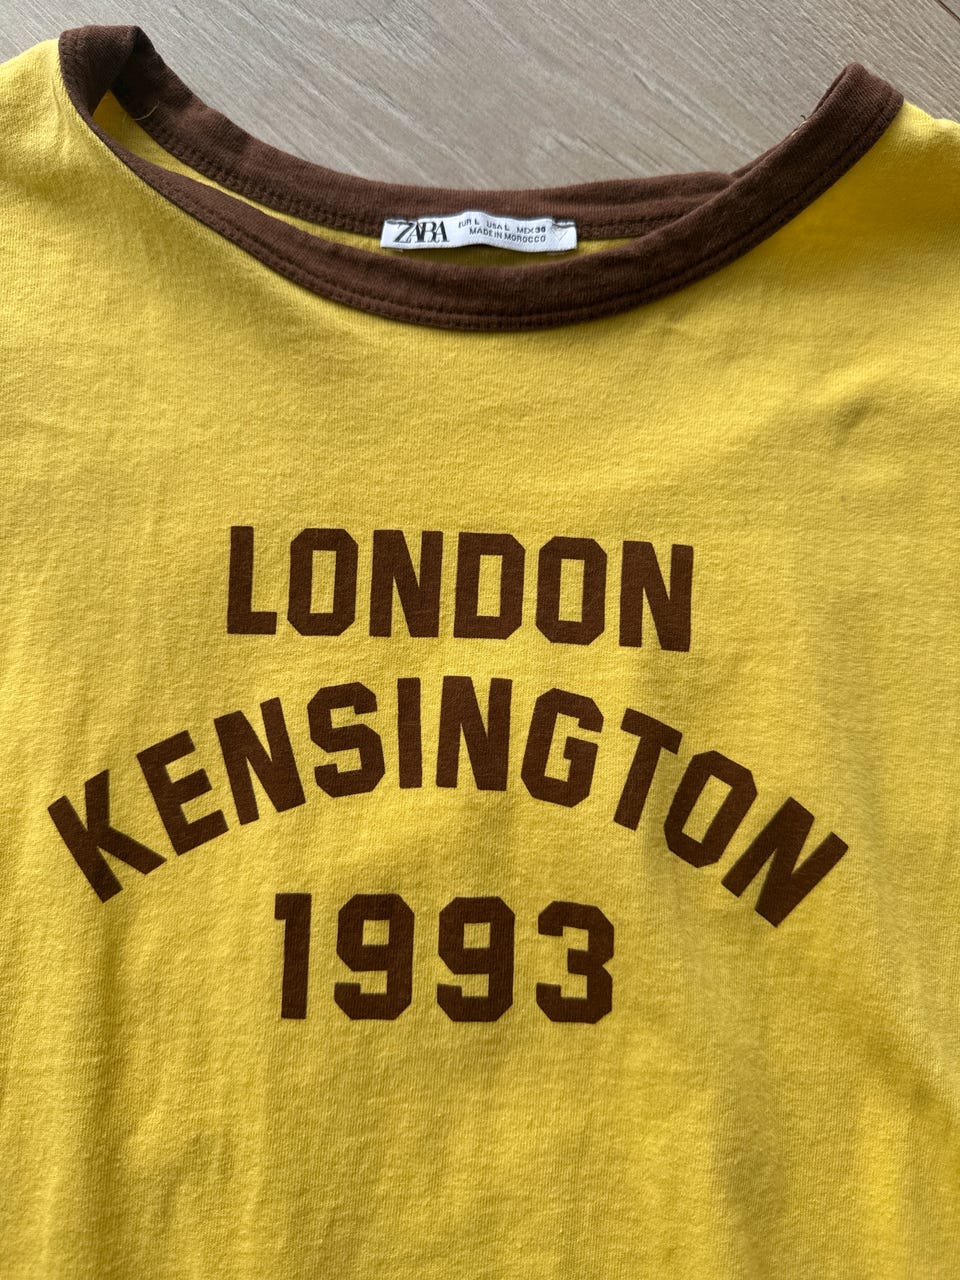 ZARA EUR L USA L MEX 30
MADE IN MOROCCO
LONDON
KENSINGTON
1993